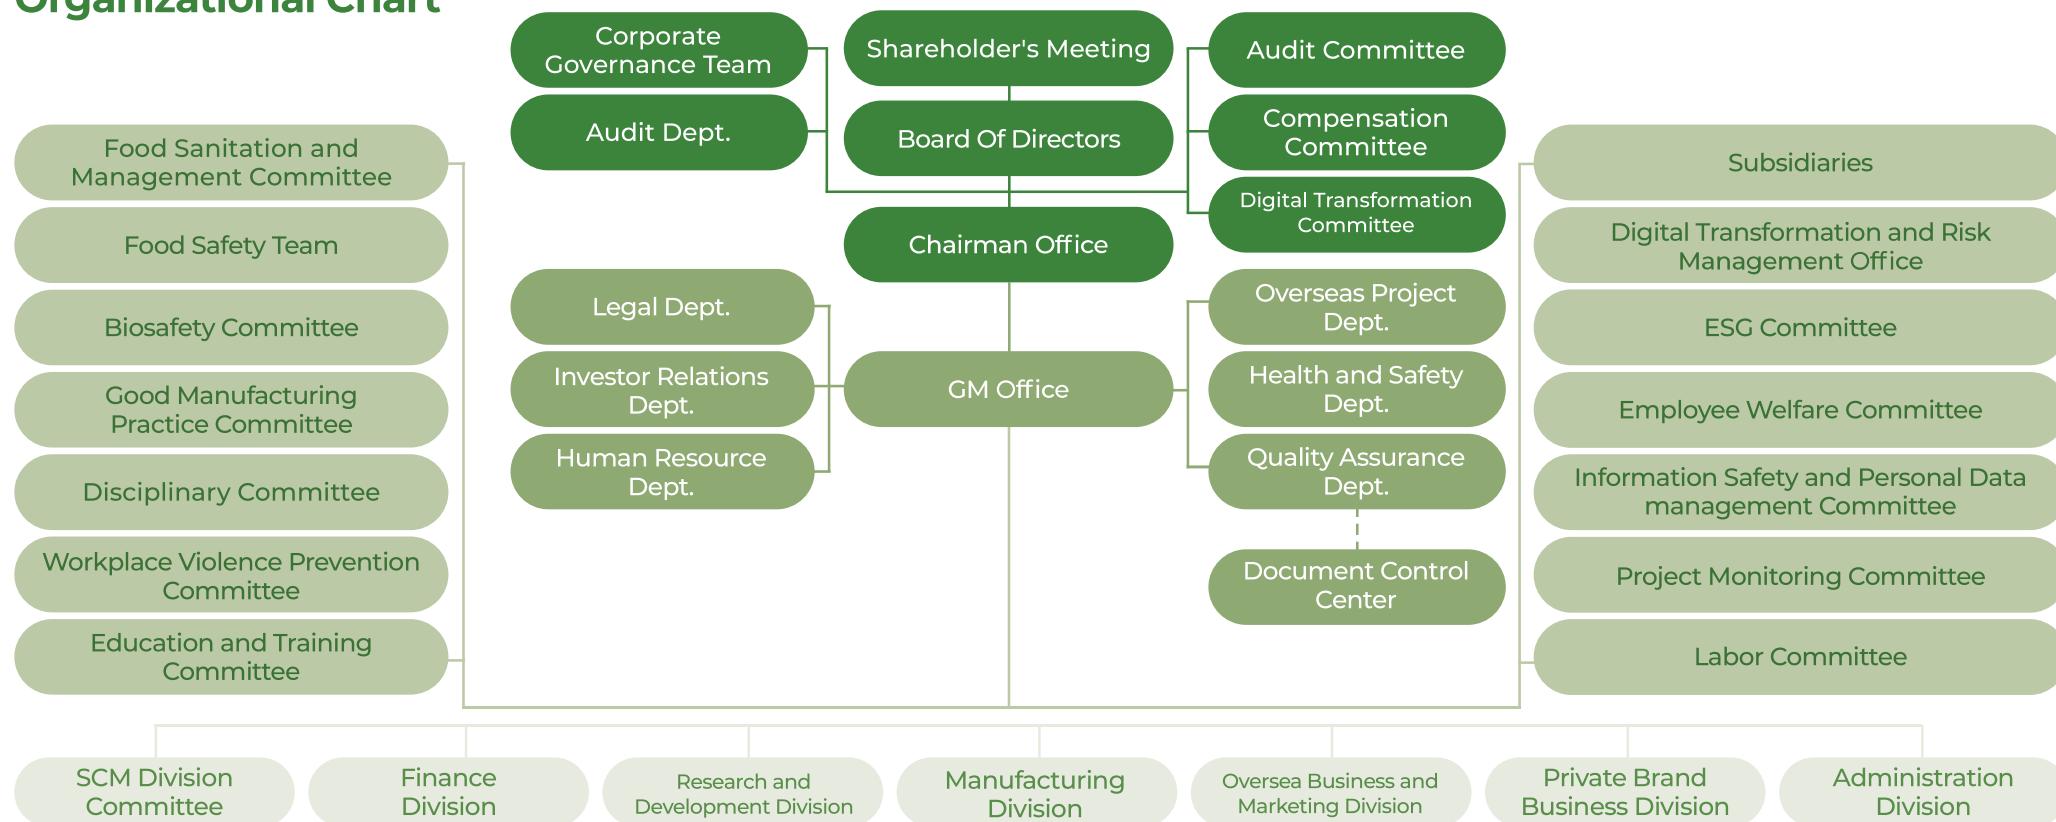 Organizational Chart
Corporate
Governance Team
Shareholder's Meeting
Audit Committee
Audit Dept.
Board Of Directors
Compensation
Committee
Digital Transformation
Committee
Chairman Office
Food Sanitation and
Management Committee
Food Safety Team
Biosafety Committee
Good Manufacturing
Practice Committee
Disciplinary Committee
Workplace Violence Prevention
Committee
Education and Training
Committee
Legal Dept.
Investor Relations
Dept.
Human Resource
Dept.
GM Office
Overseas Project
Dept.
Health and Safety
Dept.
Quality Assurance
Dept.
Document Control
Center
Subsidiaries
Digital Transformation and Risk
Management Office
ESG Committee
Employee Welfare Committee
Information Safety and Personal Data
management Committee
Project Monitoring Committee
Labor Committee
SCM Division
Committee
Finance
Division
Research and
Development Division
Manufacturing
Division
Oversea Business and
Marketing Division
Private Brand
Business Division
Administration
Division